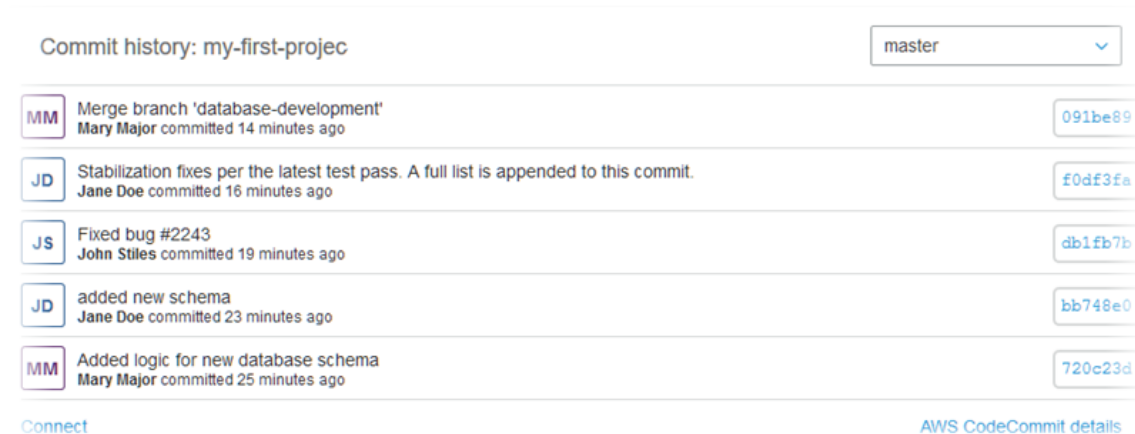 Commit history: my-first-projec
master
MM
Merge branch 'database-development'
Mary Major committed 14 minutes ago
091be89
JD
Stabilization fixes per the latest test pass. A full list is appended to this commit.
Jane Doe committed 16 minutes ago
f0df3fa
JS
Fixed bug #2243
John Stiles committed 19 minutes ago
db1fb7b
JD
added new schema
Jane Doe committed 23 minutes ago
bb748e0
MM
Added logic for new database schema
Mary Major committed 25 minutes ago
720c23d
Connect
AWS CodeCommit details